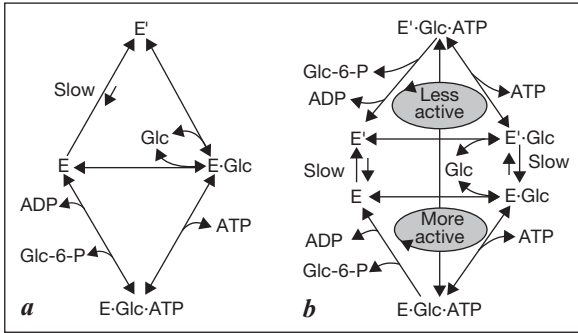 E'
Slow
Glc
E
E·Glc
ADP
ATP
Glc-6-P
E·Glc·ATP
a
E'·Glc·ATP
Glc-6-P
ADP
Less
active
ATP
E'
E'·Glc
Slow
Glc
Slow
E
E·Glc
ADP
More
active
ATP
Glc-6-P
E·Glc·ATP
b